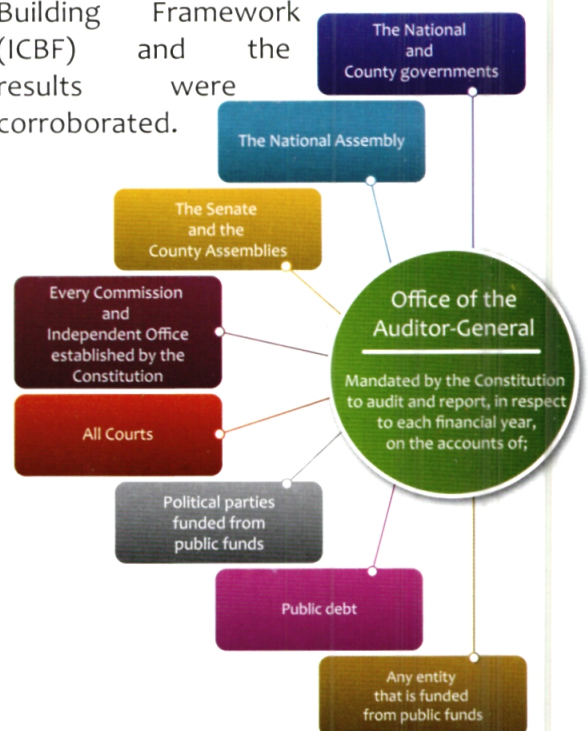 Building Framework
(ICBF) and the
results were
corroborated.
The National
and
County governments
The National Assembly
The Senate
and the
County Assemblies
Every Commission
and
Independent Office
established by the
Constitution
All Courts
Political parties
funded from
public funds
Public debt
Any entity
that is funded
from public funds
Office of the
Auditor-General
Mandated by the Constitution
to audit and report, in respect
to each financial year,
on the accounts of;